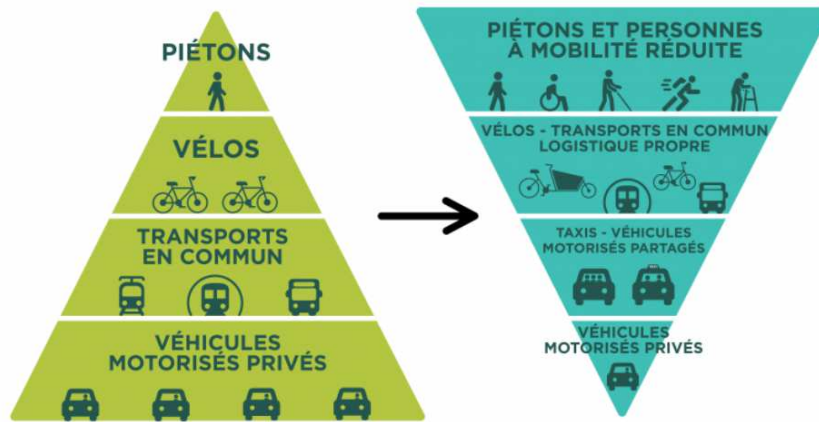 PIÉTONS
VÉLOS
TRANSPORTS
EN COMMUN
VÉHICULES
MOTORISÉS PRIVÉS
PIÉTONS ET PERSONNES
À MOBILITÉ RÉDUITE
VÉLOS - TRANSPORTS EN COMMUN
LOGISTIQUE PROPRE
TAXIS - VÉHICULES
MOTORISÉS PARTAGÉS
VÉHICULES
MOTORISÉS PRIVÉS